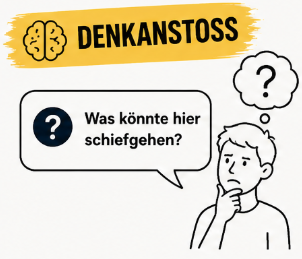 DENKANSTOSS
?
? Was könnte hier
schiefgehen?